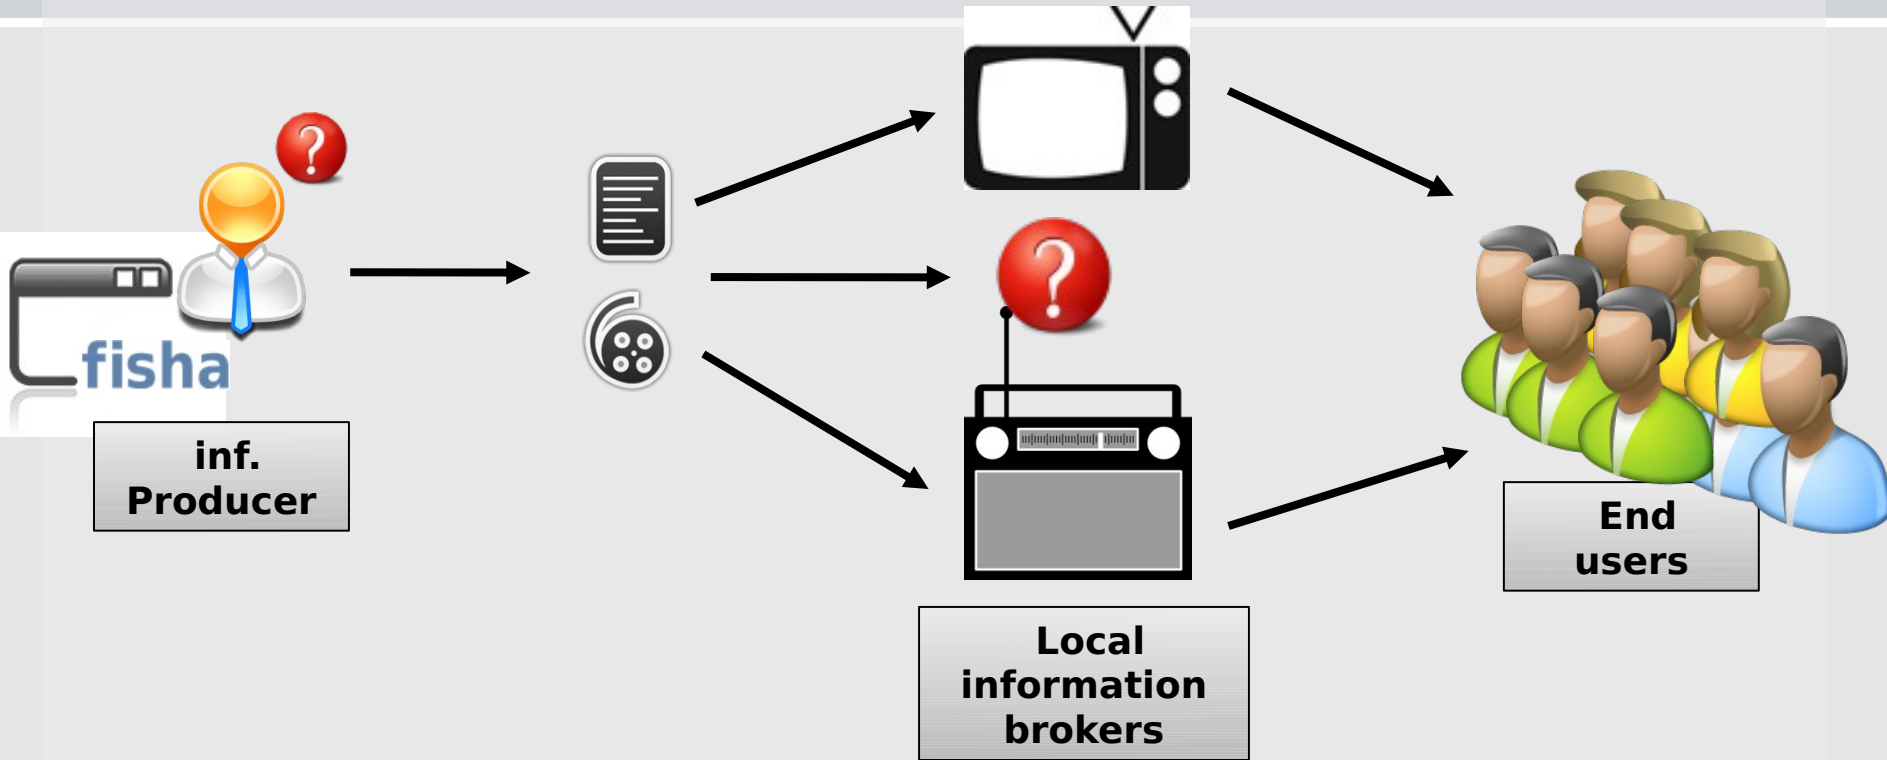 ?
fisha
inf.
Producer
?
Local
information
brokers
End
users